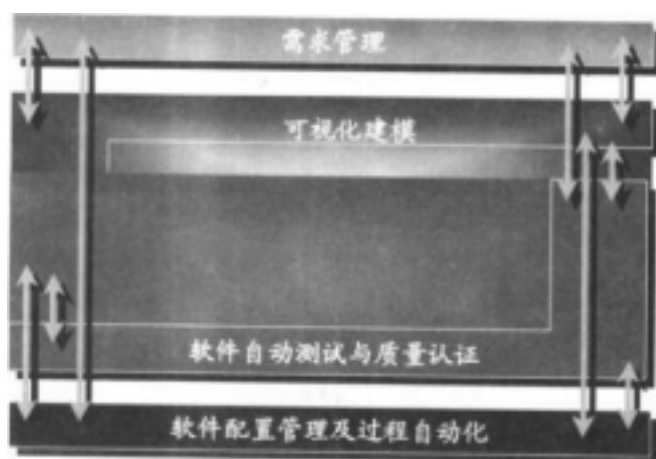 需求管理
可视化建模
软件自动测试与质量认证
软件配置管理及过程自动化